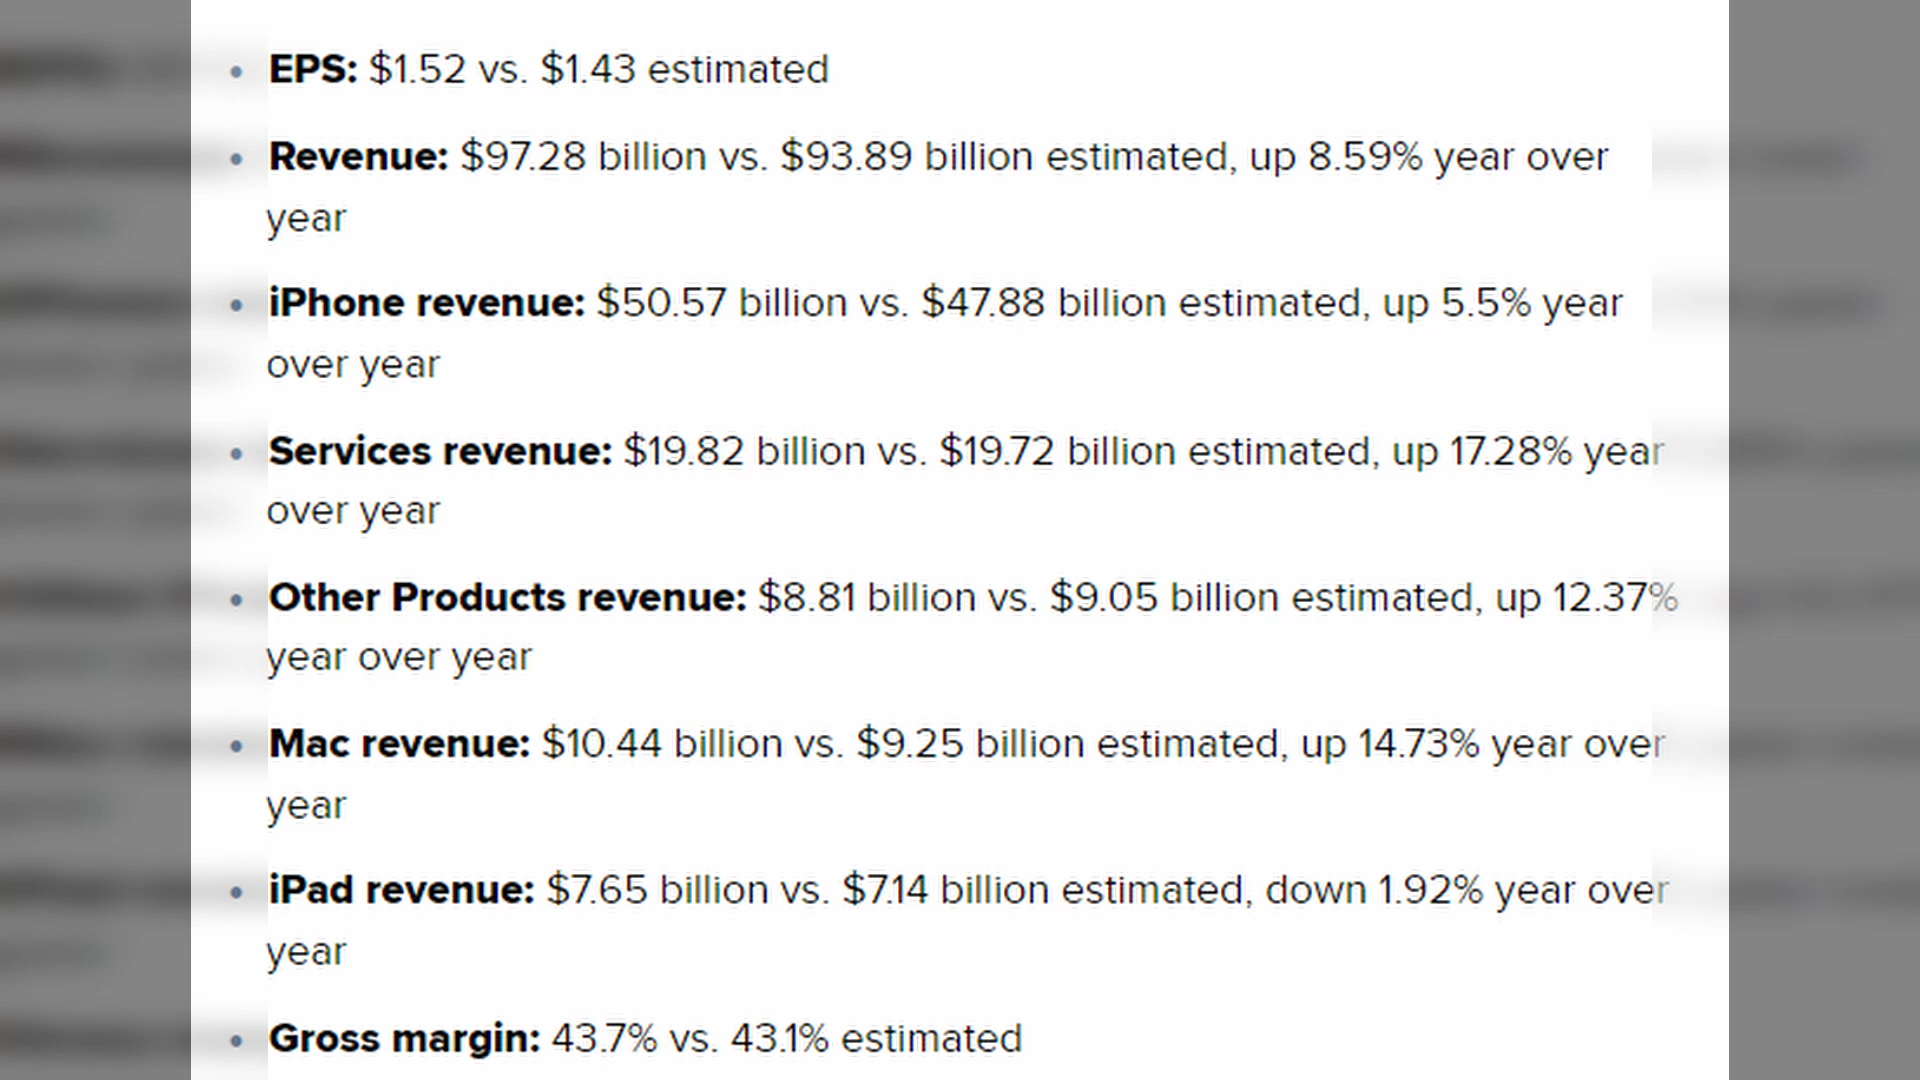 • EPS: $1.52 vs. $1.43 estimated
• Revenue: $97.28 billion vs. $93.89 billion estimated, up 8.59% year over
year
• iPhone revenue: $50.57 billion vs. $47.88 billion estimated, up 5.5% year
over year
• Services revenue: $19.82 billion vs. $19.72 billion estimated, up 17.28% year
over year
• Other Products revenue: $8.81 billion vs. $9.05 billion estimated, up 12.37%
year over year
• Mac revenue: $10.44 billion vs. $9.25 billion estimated, up 14.73% year over
year
• iPad revenue: $7.65 billion vs. $7.14 billion estimated, down 1.92% year over
year
• Gross margin: 43.7% vs. 43.1% estimated